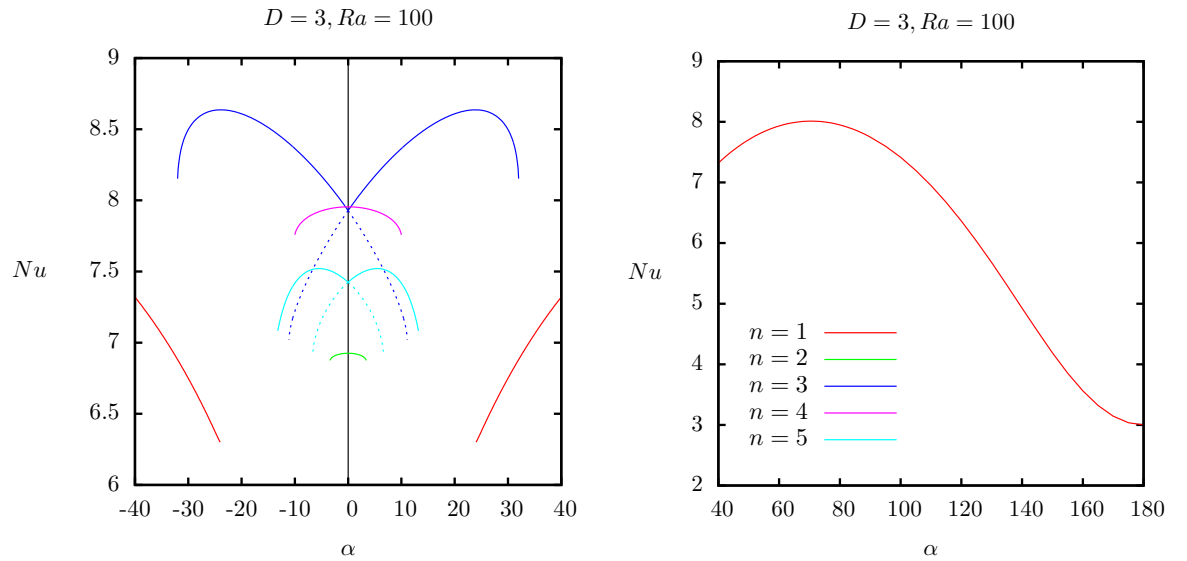 D = 3, Ra = 100
9
8.5
8
7.5
7
6.5
6
Nu
-40 -30 -20 -10 0 10 20 30 40
α
D = 3, Ra = 100
9
8
7
6
5
4
3
2
Nu
n = 1
n = 2
n = 3
n = 4
n = 5
40 60 80 100 120 140 160 180
α